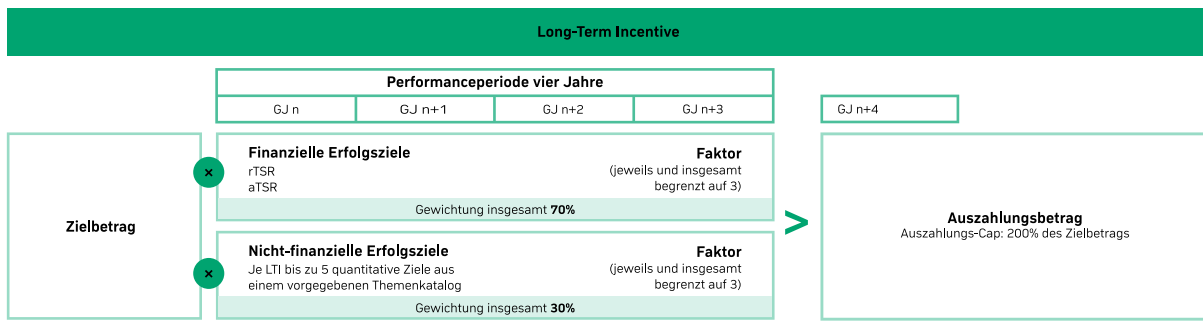 Long-Term Incentive
Performanceperiode vier Jahre
GJ n
GJ n+1
GJ n+2
GJ n+3
GJ n+4
Zielbetrag
×
Finanzielle Erfolgsziele
rTSR
aTSR
Faktor
(jeweils und insgesamt
begrenzt auf 3)
Gewichtung insgesamt 70%
×
Nicht-finanzielle Erfolgsziele
Je LTI bis zu 5 quantitative Ziele aus
einem vorgegebenen Themenkatalog
Faktor
(jeweils und insgesamt
begrenzt auf 3)
Gewichtung insgesamt 30%
>
Auszahlungsbetrag
Auszahlungs-Cap: 200% des Zielbetrags